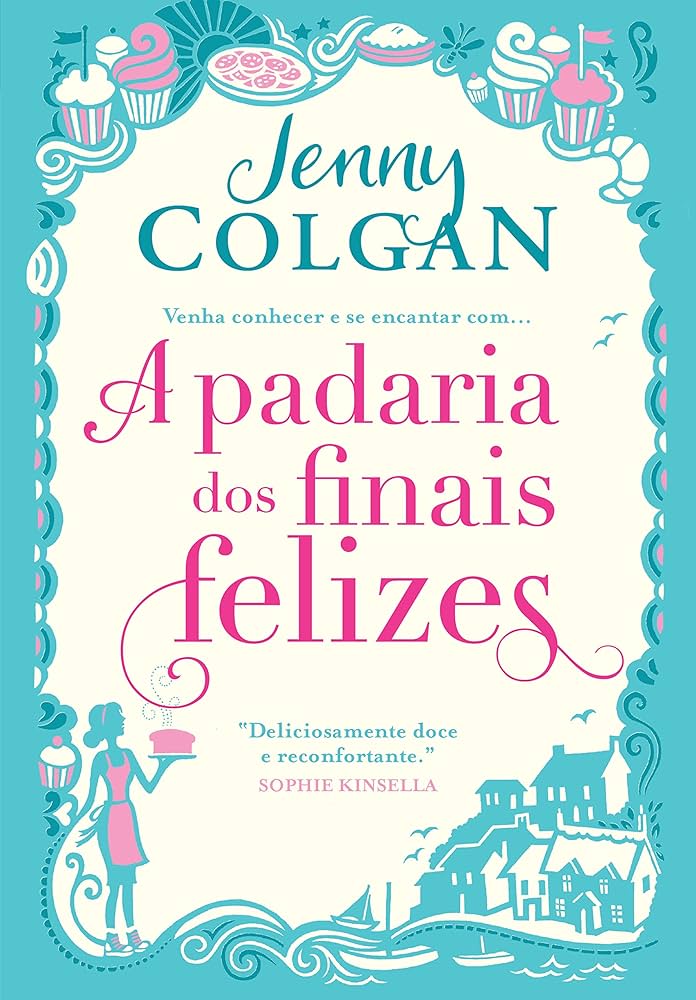 Jenny
COLGAN
Venha conhecer e se encantar com...
A padaria
dos finais
felizes
"Deliciosamente doce
e reconfortante."
SOPHIE KINSELLA